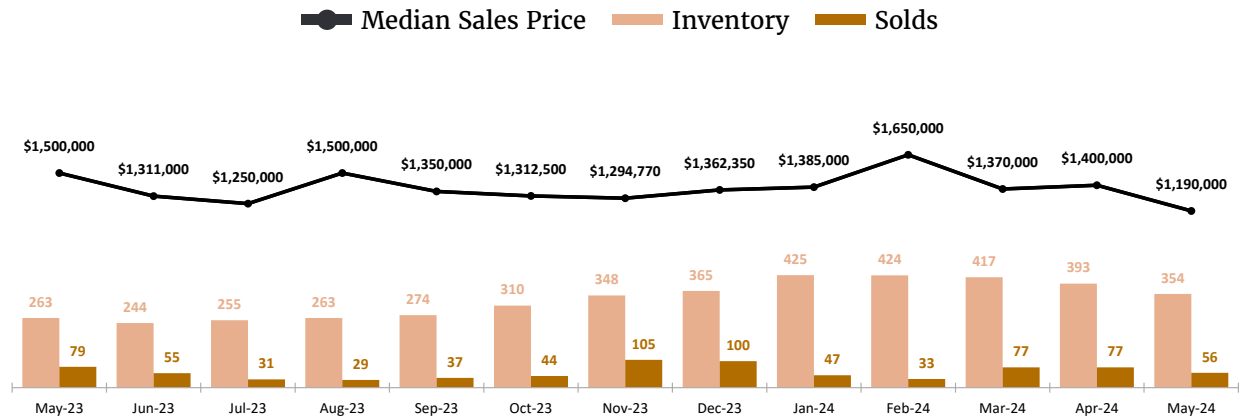 Median Sales Price Inventory Solds
$1,500,000 $1,311,000 $1,250,000 $1,500,000 $1,350,000 $1,312,500 $1,294,770 $1,362,350 $1,385,000 $1,650,000 $1,370,000 $1,400,000 $1,190,000
263 244 255 263 274 310 348 365 425 424 417 393 354
79 55 31 29 37 44 105 100 47 33 77 77 56
May-23 Jun-23 Jul-23 Aug-23 Sep-23 Oct-23 Nov-23 Dec-23 Jan-24 Feb-24 Mar-24 Apr-24 May-24